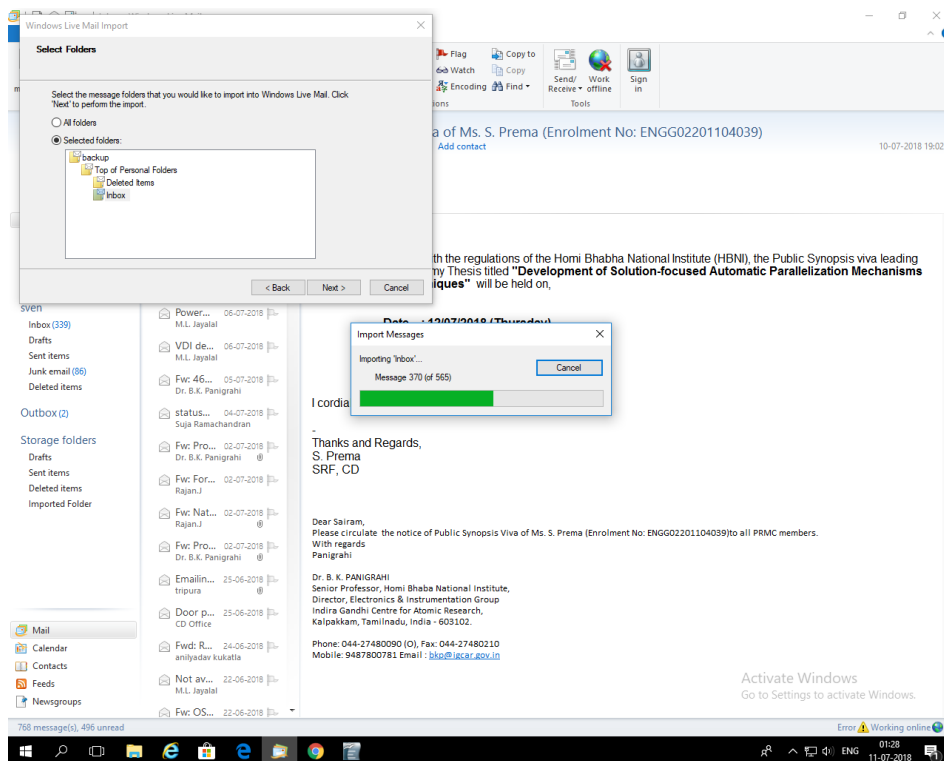 Windows Live Mail Import
Select Folders
Select the message folders that you would like to import into Windows Live Mail. Click
'Next' to perfom the import.
All folders
Selected folders:
backup
Top of Personal Folders
Deleted Items
Inbox
< Back
Next >
Cancel
Flag
Watch
Encoding
Copy to
Copy
Find
Send/
Receive
Work
offline
Sign
in
Tools
a of Ms. S. Prema (Enrolment No: ENGG02201104039)
Add contact
10-07-2018 19:02
th the regulations of the Homi Bhabha National Institute (HBNI), the Public Synopsis viva leading
my Thesis titled "Development of Solution-focused Automatic Parallelization Mechanisms
iques" will be held on,
Date : 12/07/2018 (Thursday)
Import Messages
Importing 'Inbox'...
Message 370 (of 565)
Cancel
I cordia
-
Thanks and Regards,
S. Prema
SRF, CD
Dear Sairam,
Please circulate the notice of Public Synopsis Viva of Ms. S. Prema (Enrolment No: ENGG02201104039)to all PRMC members.
With regards
Panigrahi
Dr. B. K. PANIGRAHI
Senior Professor, Homi Bhaba National Institute,
Director, Electronics & Instrumentation Group
Indira Gandhi Centre for Atomic Research,
Kalpakkam, Tamilnadu, India - 603102.
Phone: 044-27480090 (O), Fax: 044-27480210
Mobile: 9487800781 Email : bkp@igcar.gov.in
sven
Inbox (339)
Drafts
Sent items
Junk email (86)
Deleted items
Outbox (2)
Storage folders
Drafts
Sent items
Deleted items
Imported Folder
Mail
Calendar
Contacts
Feeds
Newsgroups
Power... 06-07-2018
M.L. Jayalal
VDI de... 06-07-2018
M.L. Jayalal
Fw: 46... 05-07-2018
Dr. B.K. Panigrahi
status... 04-07-2018
Suja Ramachandran
Fw: Pro... 02-07-2018
Dr. B.K. Panigrahi
Fw: For... 02-07-2018
Rajan.J
Fw: Nat... 02-07-2018
Rajan.J
Fw: Pro... 02-07-2018
Dr. B.K. Panigrahi
Emailin... 25-06-2018
tripura
Door p... 25-06-2018
CD Office
Fwd: R... 24-06-2018
anilyadav kukatla
Not av... 22-06-2018
M.L. Jayalal
Fw: OS... 22-06-2018
Activate Windows
Go to Settings to activate Windows.
768 message(s), 496 unread
Error
Working online
ENG
01:28
11-07-2018